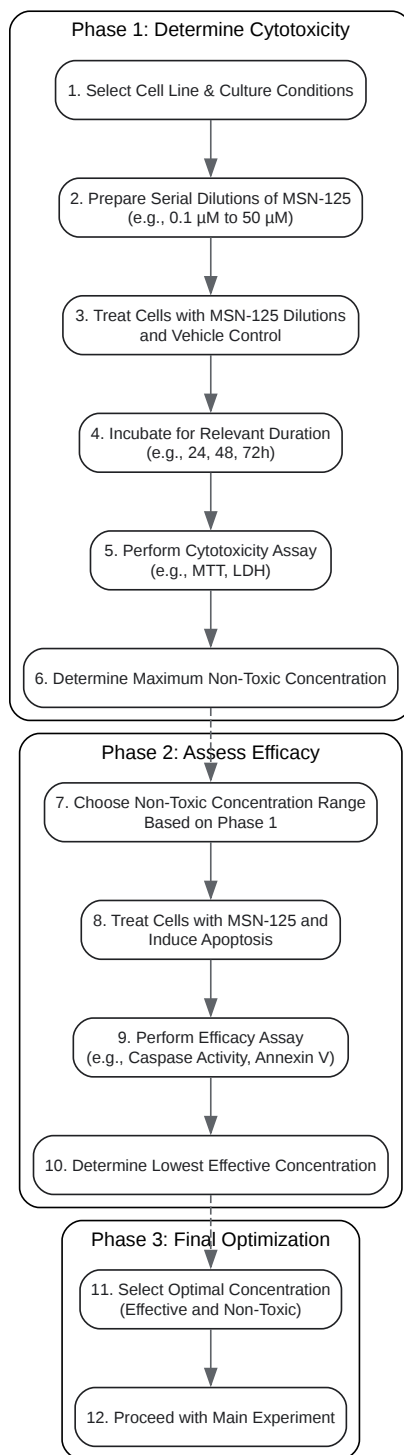 Phase 1: Determine Cytotoxicity
1. Select Cell Line & Culture Conditions
2. Prepare Serial Dilutions of MSN-125
(e.g., 0.1 µM to 50 µM)
3. Treat Cells with MSN-125 Dilutions
and Vehicle Control
4. Incubate for Relevant Duration
(e.g., 24, 48, 72h)
5. Perform Cytotoxicity Assay
(e.g., MTT, LDH)
6. Determine Maximum Non-Toxic Concentration
Phase 2: Assess Efficacy
7. Choose Non-Toxic Concentration Range
Based on Phase 1
8. Treat Cells with MSN-125 and
Induce Apoptosis
9. Perform Efficacy Assay
(e.g., Caspase Activity, Annexin V)
10. Determine Lowest Effective Concentration
Phase 3: Final Optimization
11. Select Optimal Concentration
(Effective and Non-Toxic)
12. Proceed with Main Experiment